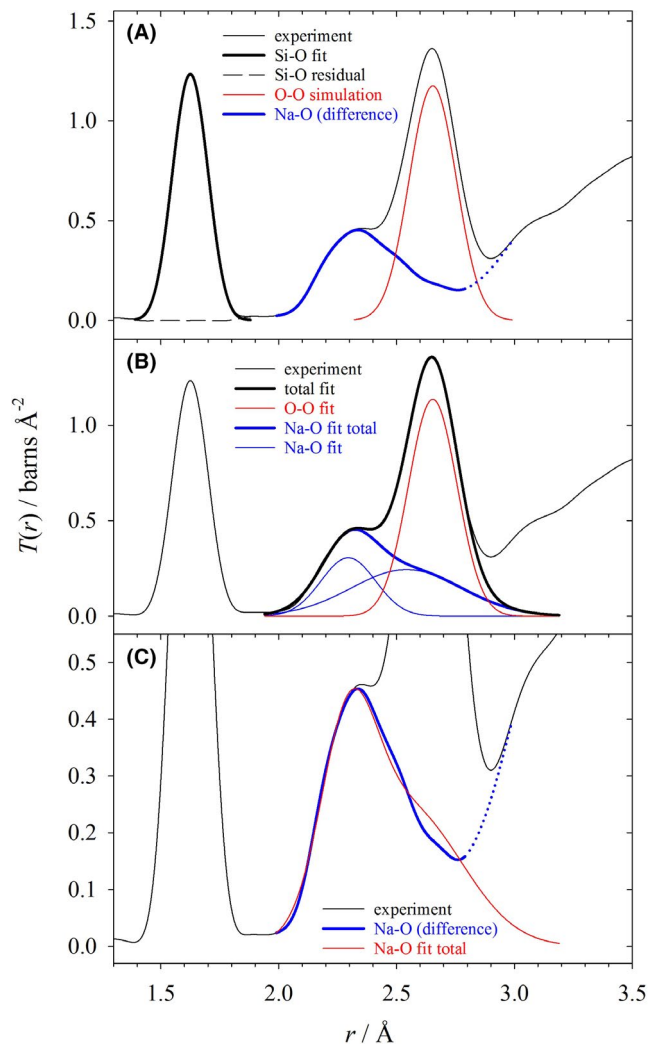 (A)
experiment
Si-O fit
Si-O residual
O-O simulation
Na-O (difference)
1.5
1.0
0.5
0.0
(B)
experiment
total fit
O-O fit
Na-O fit total
Na-O fit
1.0
0.5
0.0
T(r) / barns Å-2
(C)
0.5
0.4
0.3
0.2
0.1
0.0
experiment
Na-O (difference)
Na-O fit total
1.5 2.0 2.5 3.0 3.5
r / Å